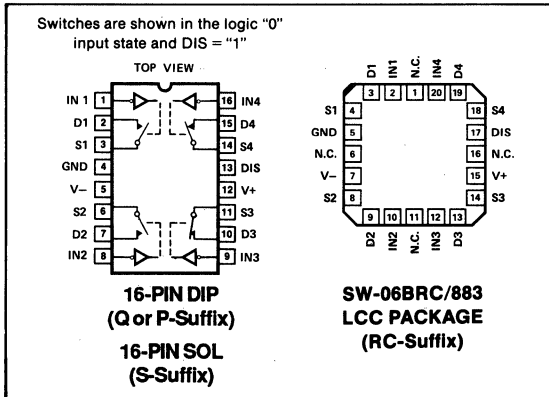 Switches are shown in the logic “0”
input state and DIS = “1”
TOP VIEW
IN 1 1 16 IN4
D1 2 15 D4
S1 3 14 S4
GND 4 13 DIS
V− 5 12 V+
S2 6 11 S3
D2 7 10 D3
IN2 8 9 IN3
16-PIN DIP
(Q or P-Suffix)
16-PIN SOL
(S-Suffix)
D1 IN1 N.C. IN4 D4
3 2 1 20 19
S1 4 18 S4
GND 5 17 DIS
N.C. 6 16 N.C.
V− 7 15 V+
S2 8 14 S3
9 10 11 12 13
D2 IN2 N.C. IN3 D3
SW-06BRC/883
LCC PACKAGE
(RC-Suffix)